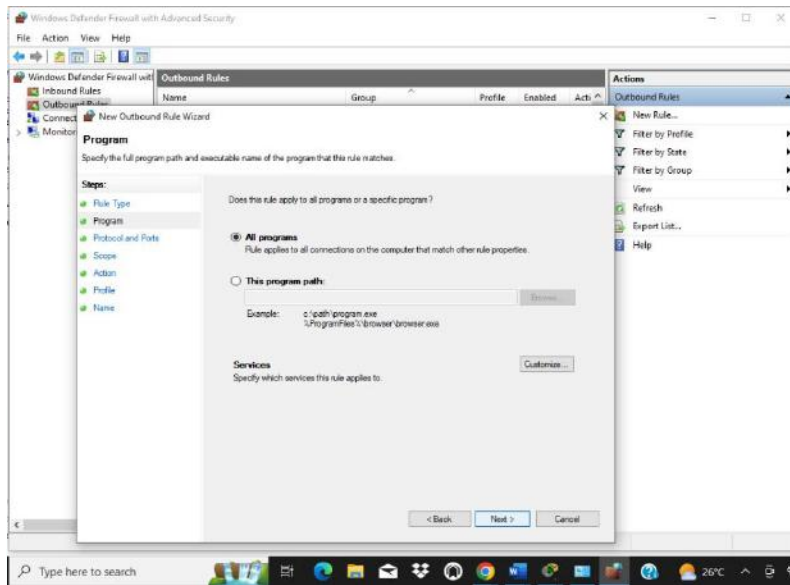 Windows Defender Firewall with Advanced Security
File Action View Help
Windows Defender Firewall with
Inbound Rules
Outbound Rules
Connect
Monitor
Outbound Rules
Name Group Profile Enabled Acti
New Outbound Rule Wizard
Program
Specify the full program path and executable name of the program that this rule matches.
Steps:
Rule Type
Program
Protocol and Ports
Scope
Action
Profile
Name
Does this rule apply to all programs or a specific program?
All programs
Rule applies to all connections on the computer that match other rule properties.
This program path:
Browse...
Example: c:\path\program.exe
%ProgramFiles%\browser\browser.exe
Services
Specify which services this rule applies to.
Customize...
< Back Next > Cancel
Actions
Outbound Rules
New Rule...
Filter by Profile
Filter by State
Filter by Group
View
Refresh
Export List...
Help
Type here to search
26°C